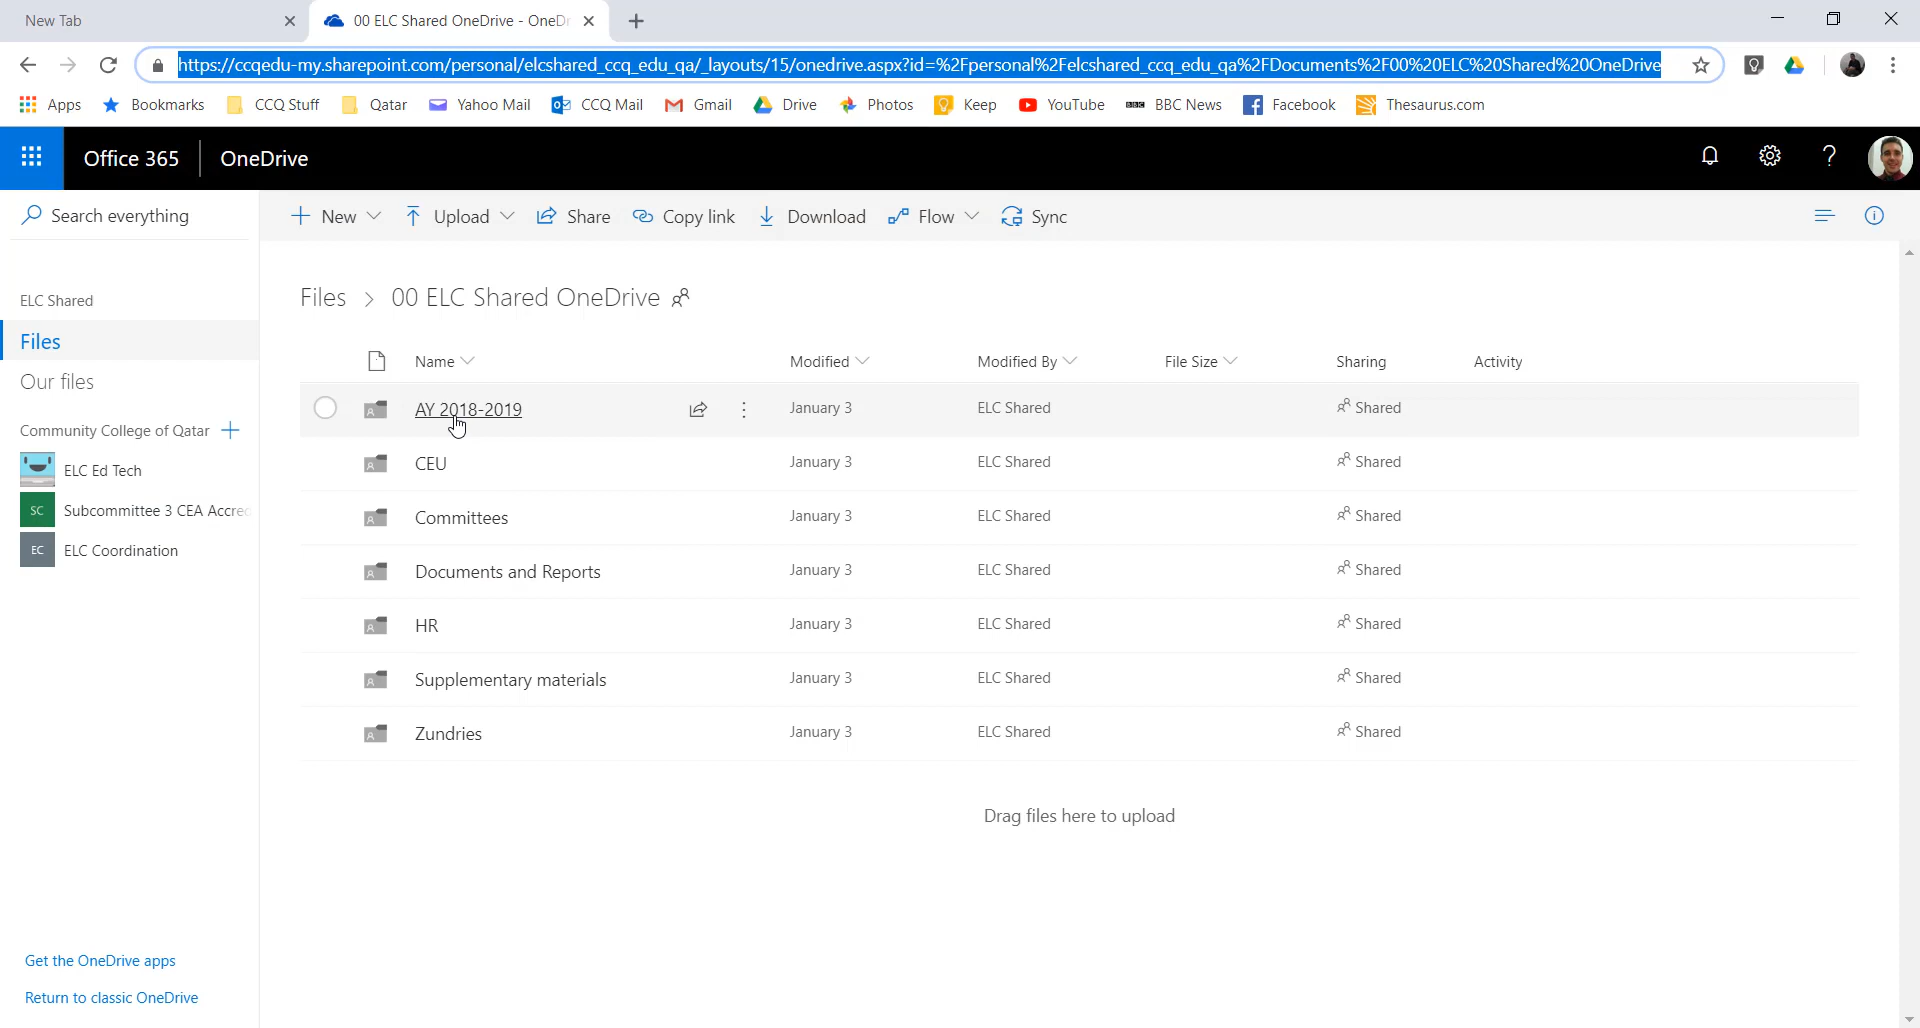 New Tab
00 ELC Shared OneDrive - OneDr
https://ccqedu-my.sharepoint.com/personal/elcshared_ccq_edu_qa/_layouts/15/onedrive.aspx?id=%2Fpersonal%2Felcshared_ccq_edu_qa%2FDocuments%2F00%20ELC%20Shared%20OneDrive
Apps Bookmarks CCQ Stuff Qatar Yahoo Mail CCQ Mail Gmail Drive Photos Keep YouTube BBC BBC News Facebook Thesaurus.com
Office 365 OneDrive
Search everything
New Upload Share Copy link Download Flow Sync
ELC Shared
Files
Our files
Community College of Qatar
ELC Ed Tech
SC Subcommittee 3 CEA Accre
EC ELC Coordination
Get the OneDrive apps
Return to classic OneDrive
Files > 00 ELC Shared OneDrive
Name Modified Modified By File Size Sharing Activity
AY 2018-2019 January 3 ELC Shared Shared
CEU January 3 ELC Shared Shared
Committees January 3 ELC Shared Shared
Documents and Reports January 3 ELC Shared Shared
HR January 3 ELC Shared Shared
Supplementary materials January 3 ELC Shared Shared
Zundries January 3 ELC Shared Shared
Drag files here to upload